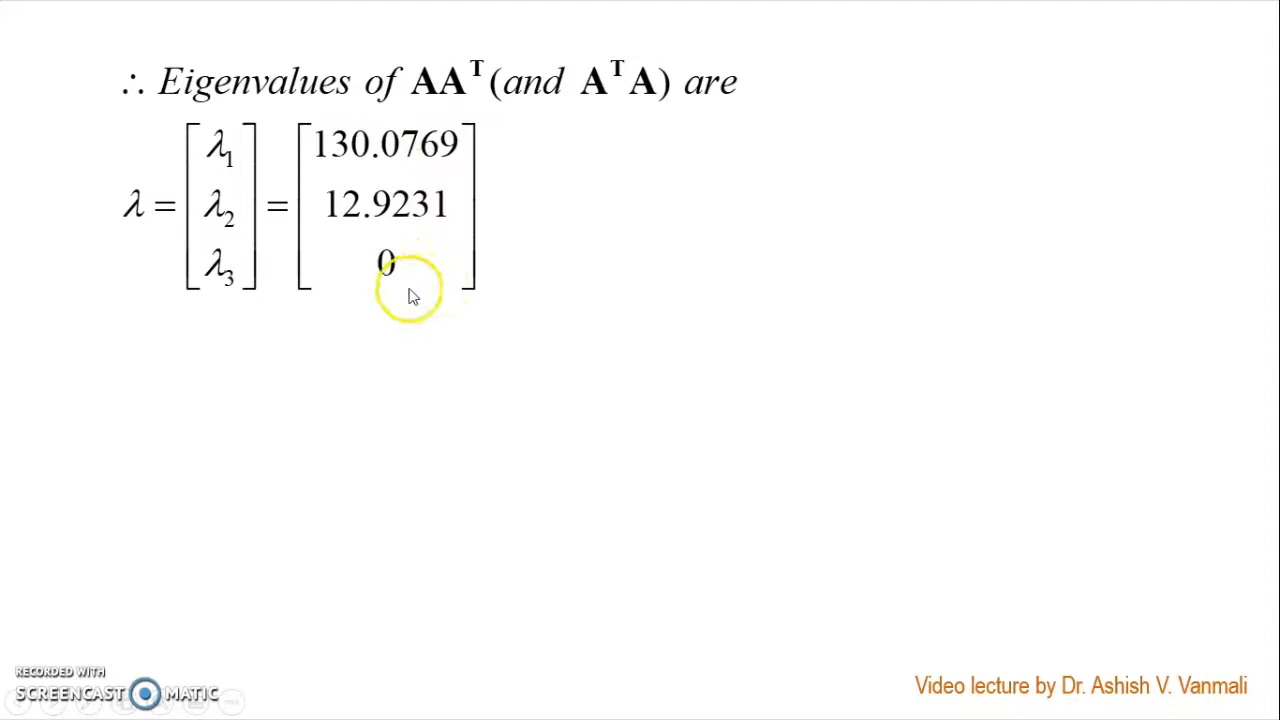 ∴ Eigenvalues of AAᵀ (and AᵀA) are
λ = [λ₁ λ₂ λ₃] = [130.0769 12.9231 0]
RECORDED WITH
SCREENCAST MATIC
Video lecture by Dr. Ashish V. Vanmali